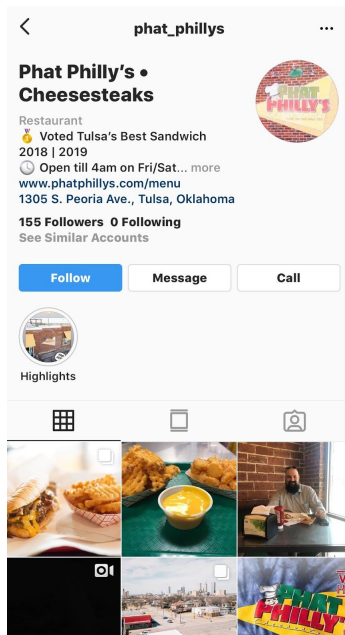 phat_phillys
Phat Philly's •
Cheesesteaks
Restaurant
🏅 Voted Tulsa's Best Sandwich
2018 | 2019
🕓 Open till 4am on Fri/Sat... more
www.phatphillys.com/menu
1305 S. Peoria Ave., Tulsa, Oklahoma
155 Followers 0 Following
See Similar Accounts
Follow Message Call
Highlights
PHAT
PHILLY'S
PHAT
PHILLY'S